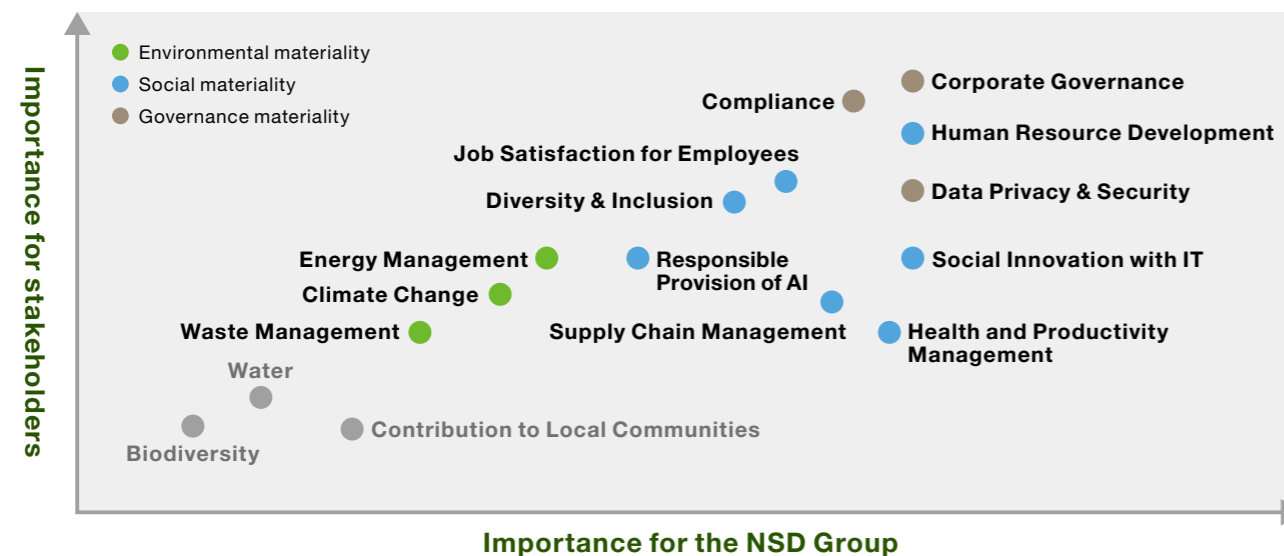 Importance for stakeholders
Environmental materiality
Social materiality
Governance materiality
Corporate Governance
Compliance
Human Resource Development
Job Satisfaction for Employees
Data Privacy & Security
Diversity & Inclusion
Energy Management
Responsible
Provision of AI
Social Innovation with IT
Climate Change
Waste Management
Supply Chain Management
Health and Productivity
Management
Water
Contribution to Local Communities
Biodiversity
Importance for the NSD Group